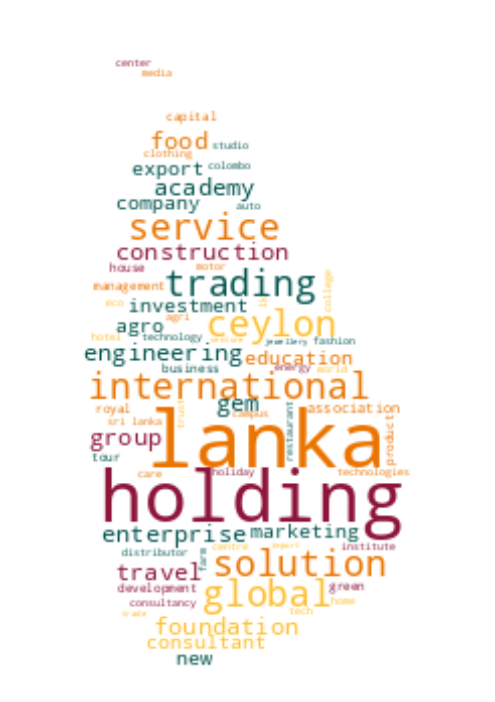 center
media
capital
food
studio
clothing
export
colombo
academy
company
auto
service
construction
house
motor
trading
management
college
eco
investment
agri
agro
ceylon
hotel
technology
jewellery
fashion
engineering
education
business
energy
world
international
gem
royal
trust
campus
restaurant
association
sri lanka
lanka
product
group
tour
care
holiday
technologies
holding
enterprise
marketing
distributor
farm
centre
institute
travel
solution
development
green
global
consultancy
home
tech
trade
foundation
consultant
new